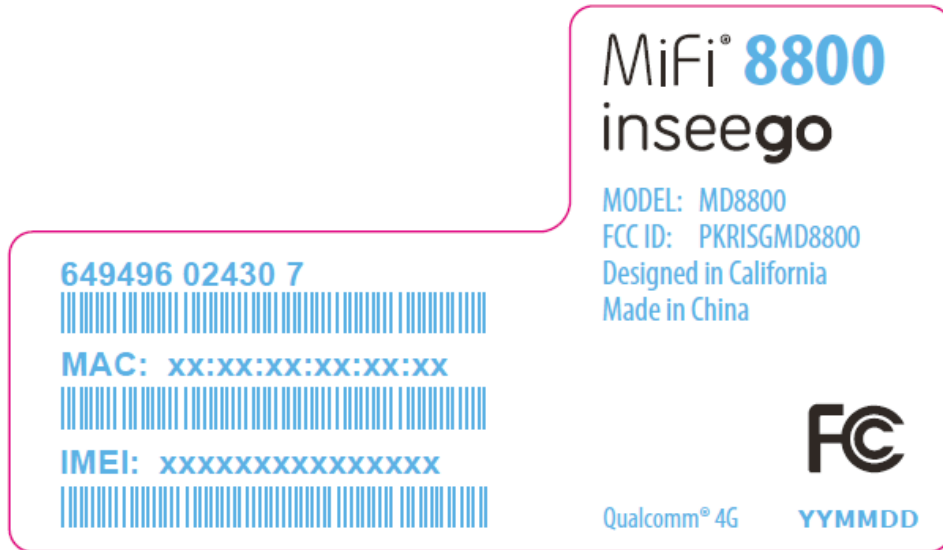 MiFi® 8800
inseego
MODEL: MD8800
FCC ID: PKRISGMD8800
Designed in California
Made in China
649496 02430 7
MAC: xx:xx:xx:xx:xx:xx
IMEI: xxxxxxxxxxxxxxx
FC
Qualcomm® 4G YYMMDD